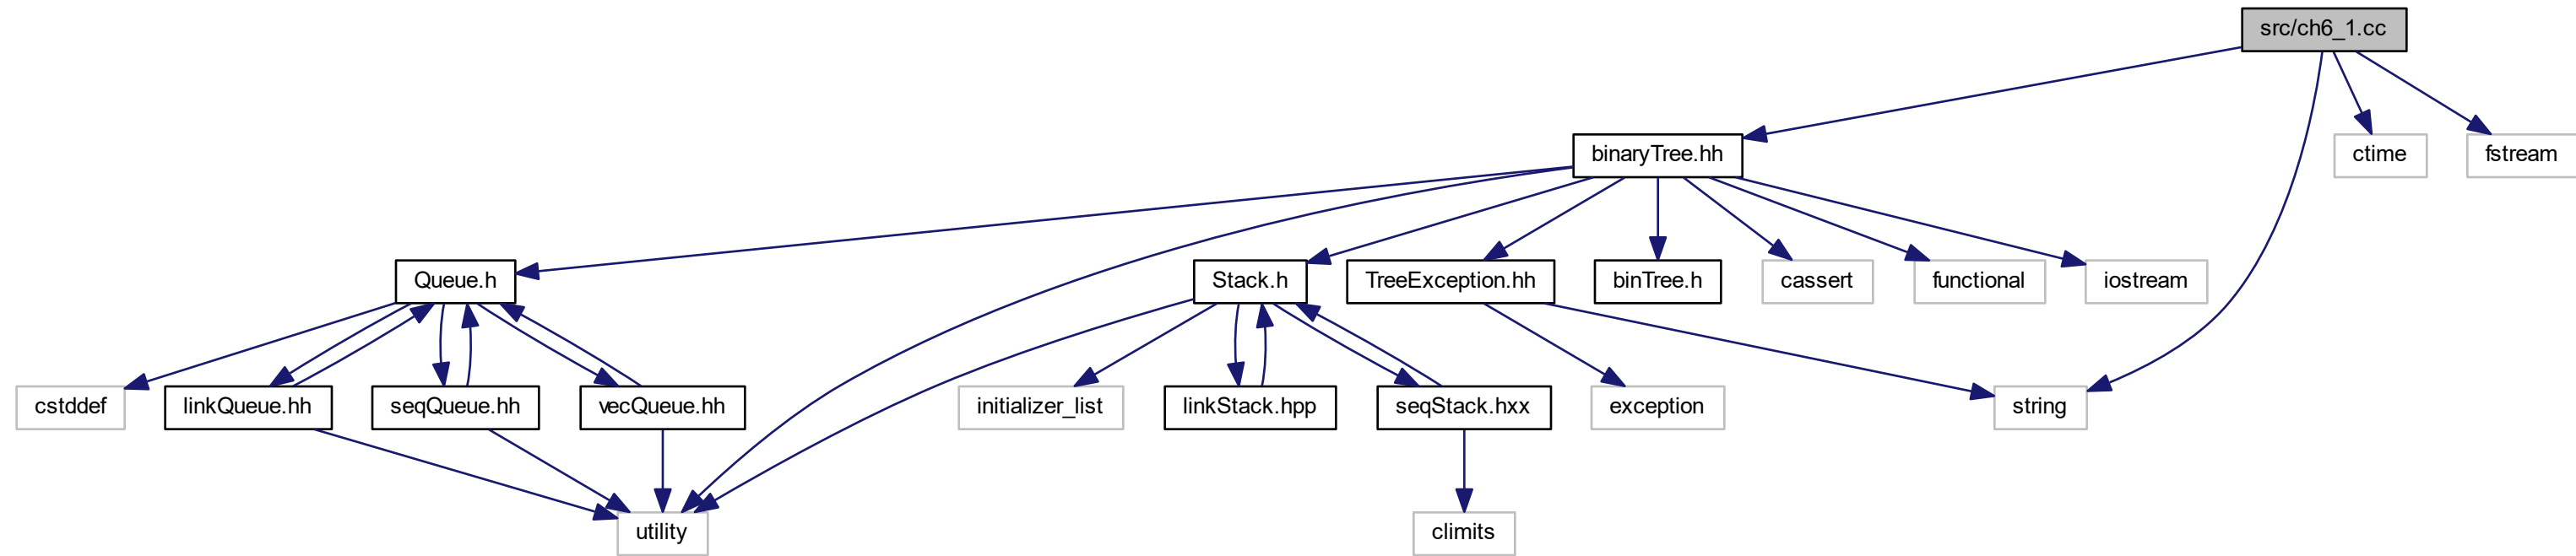 src/ch6_1.cc
binaryTree.hh
ctime
fstream
Queue.h
Stack.h
TreeException.hh
binTree.h
cassert
functional
iostream
cstddef
linkQueue.hh
seqQueue.hh
vecQueue.hh
initializer_list
linkStack.hpp
seqStack.hxx
exception
string
utility
climits